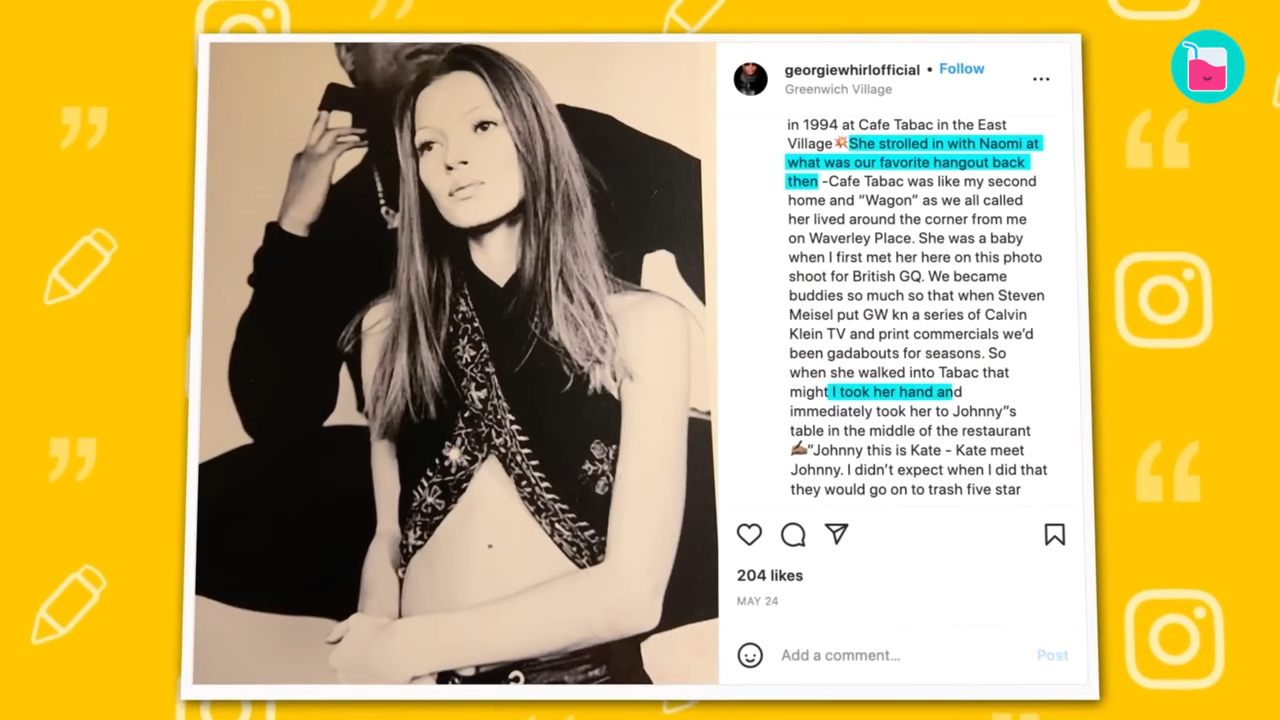 georgiewhirlofficial • Follow
Greenwich Village
in 1994 at Cafe Tabac in the East
Village💥She strolled in with Naomi at
what was our favorite hangout back
then -Cafe Tabac was like my second
home and “Wagon” as we all called
her lived around the corner from me
on Waverley Place. She was a baby
when I first met her here on this photo
shoot for British GQ. We became
buddies so much so that when Steven
Meisel put GW kn a series of Calvin
Klein TV and print commercials we’d
been gadabouts for seasons. So
when she walked into Tabac that
might I took her hand and
immediately took her to Johnny"s
table in the middle of the restaurant
✍🏾”Johnny this is Kate - Kate meet
Johnny. I didn’t expect when I did that
they would go on to trash five star
204 likes
MAY 24
Add a comment...
Post